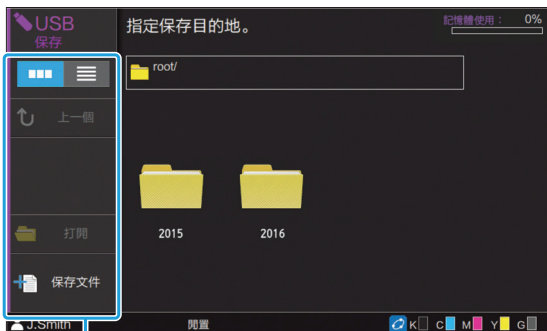 USB
保存
指定保存目的地。
記憶體使用： 0%
root/
上一個
2015
2016
打開
保存文件
J.Smith
閒置
K C M Y G